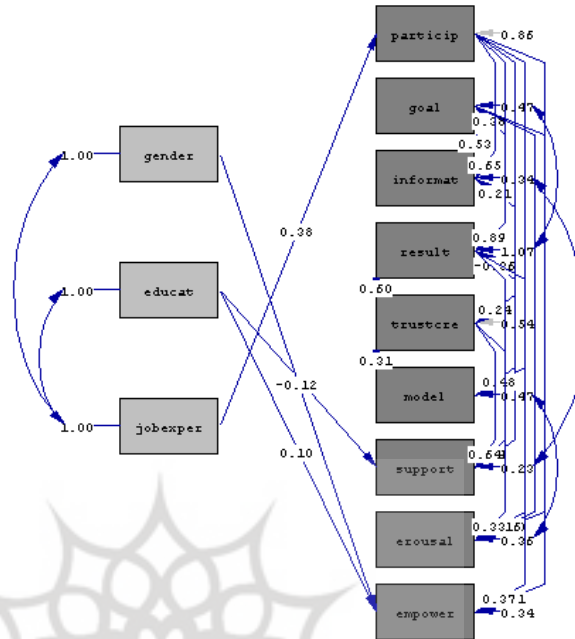 particip
0.86
goal
0.47
0.38
0.53
1.00
gender
0.65
informat
0.34
0.21
0.38
0.89
result
1.07
1.00
educat
0.60
trustcre
0.24
0.54
0.31
-0.12
model
0.48
1.00
jobexper
0.10
support
0.23
erousal
0.36
0.371
empower
0.34